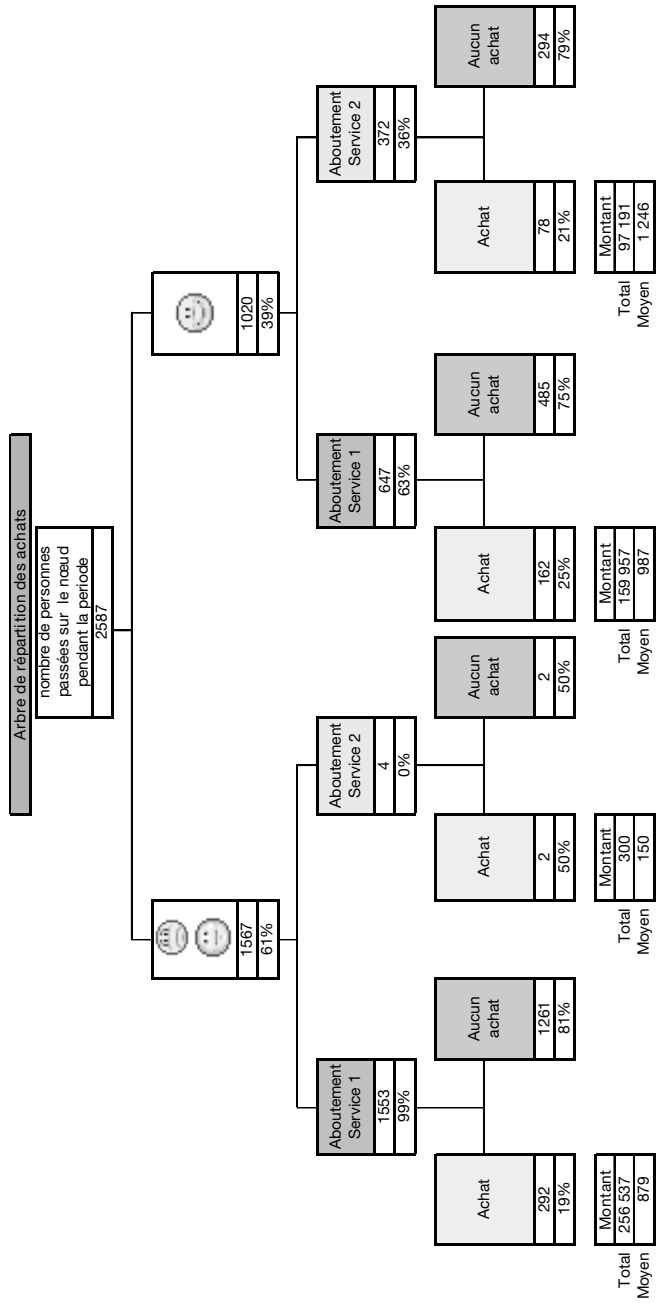 Arbre de répartition des achats
nombre de personnes
passées sur le nœud
pendant la periode
2587
1567
61%
1020
39%
Aboutement
Service 1
1553
99%
Aboutement
Service 2
4
0%
Aboutement
Service 1
647
63%
Aboutement
Service 2
372
36%
Achat
292
19%
Aucun
achat
1261
81%
Achat
2
50%
Aucun
achat
2
50%
Achat
162
25%
Aucun
achat
485
75%
Achat
78
21%
Aucun
achat
294
79%
Montant
Total 256 537
Moyen 879
Montant
Total 300
Moyen 150
Montant
Total 159 957
Moyen 987
Montant
Total 97 191
Moyen 1 246